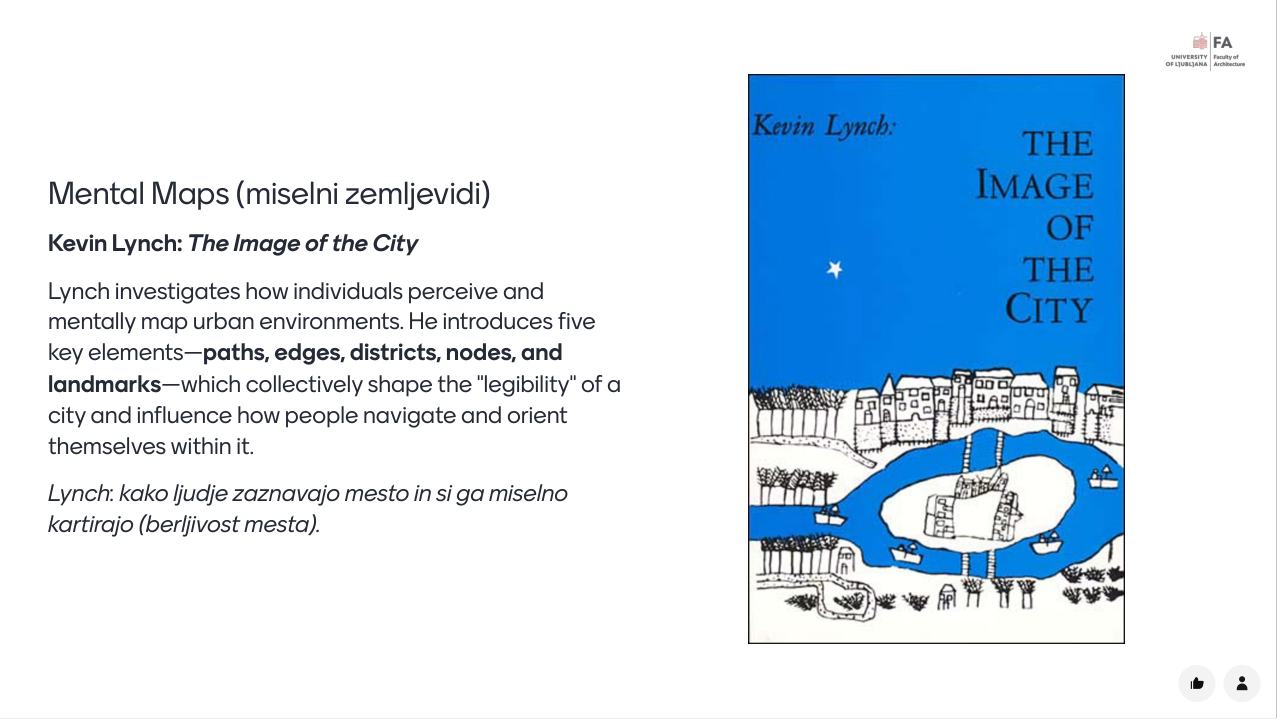 UNIVERSITY
OF LJUBLJANA
FA
Faculty of
Architecture
Mental Maps (miselni zemljevidi)
Kevin Lynch: The Image of the City
Lynch investigates how individuals perceive and
mentally map urban environments. He introduces five
key elements—paths, edges, districts, nodes, and
landmarks—which collectively shape the "legibility" of a
city and influence how people navigate and orient
themselves within it.
Lynch: kako ljudje zaznavajo mesto in si ga miselno
kartirajo (berljivost mesta).
Kevin Lynch:
THE
IMAGE
OF
THE
CITY